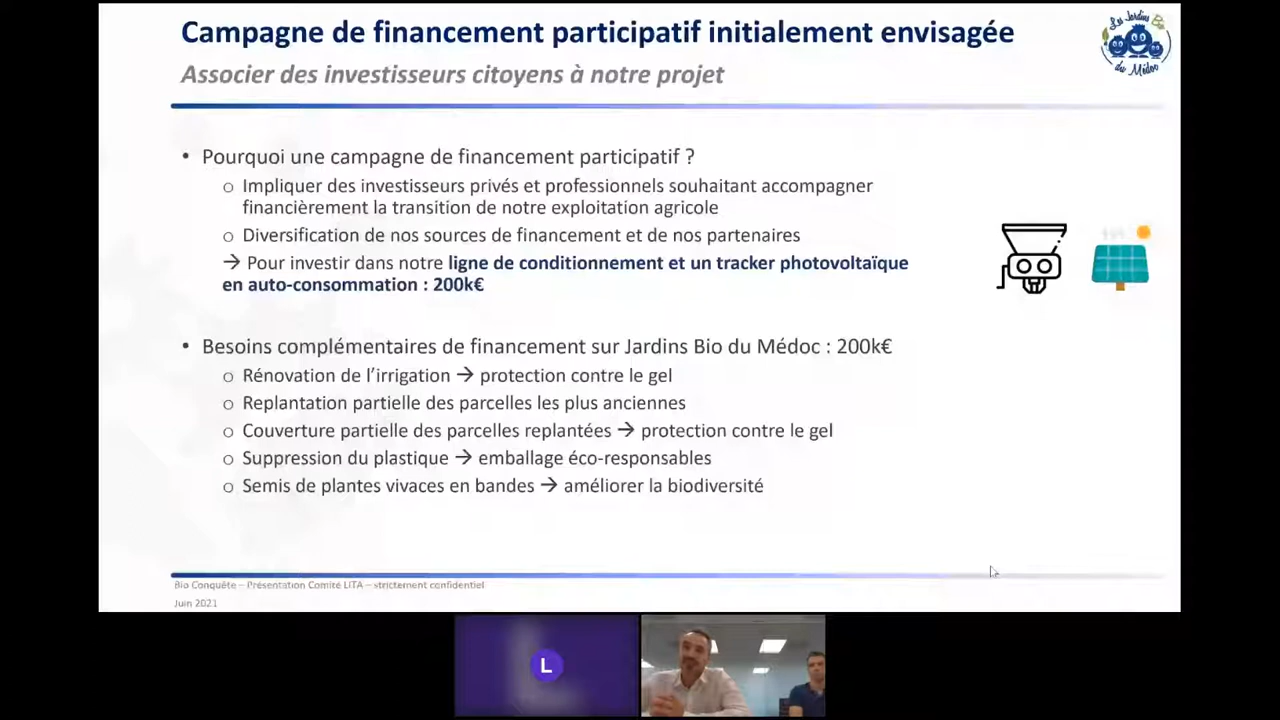 Campagne de financement participatif initialement envisagée
Associer des investisseurs citoyens à notre projet
Les Jardins Bio
du Médoc
• Pourquoi une campagne de financement participatif ?
o Impliquer des investisseurs privés et professionnels souhaitant accompagner
financièrement la transition de notre exploitation agricole
o Diversification de nos sources de financement et de nos partenaires
→ Pour investir dans notre ligne de conditionnement et un tracker photovoltaïque
en auto-consommation : 200k€
• Besoins complémentaires de financement sur Jardins Bio du Médoc : 200k€
o Rénovation de l'irrigation → protection contre le gel
o Replantation partielle des parcelles les plus anciennes
o Couverture partielle des parcelles replantées → protection contre le gel
o Suppression du plastique → emballage éco-responsables
o Semis de plantes vivaces en bandes → améliorer la biodiversité
Bio Conquête – Présentation Comité LITA – strictement confidentiel
Juin 2021
L